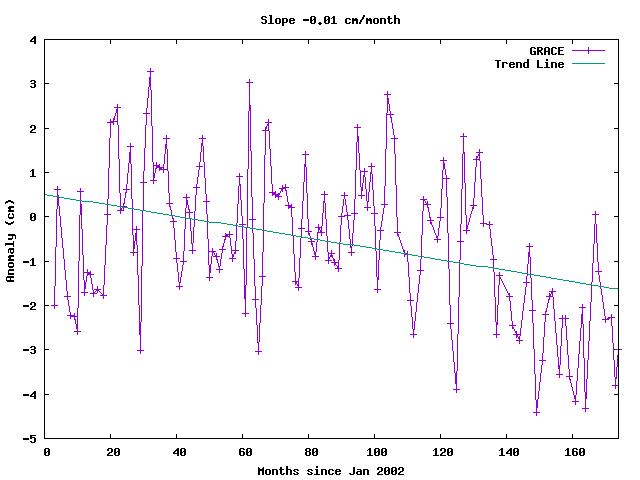 Slope -0.01 cm/month
GRACE
Trend Line
4
3
2
1
0
-1
-2
-3
-4
-5
Anomaly (cm)
0 20 40 60 80 100 120 140 160
Months since Jan 2002